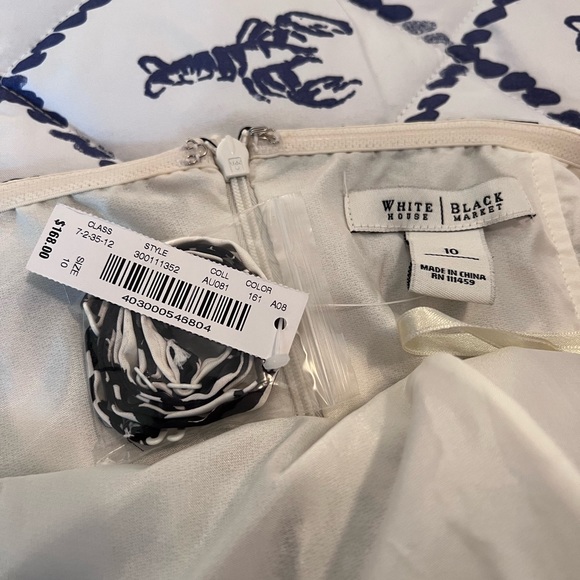 $168.00
CLASS
7-2-35-12
STYLE
300111352
COLL
AU081
COLOR
161 A08
SIZE
10
403000546804
WHITE | BLACK
HOUSE | MARKET
10
MADE IN CHINA
RN 111459